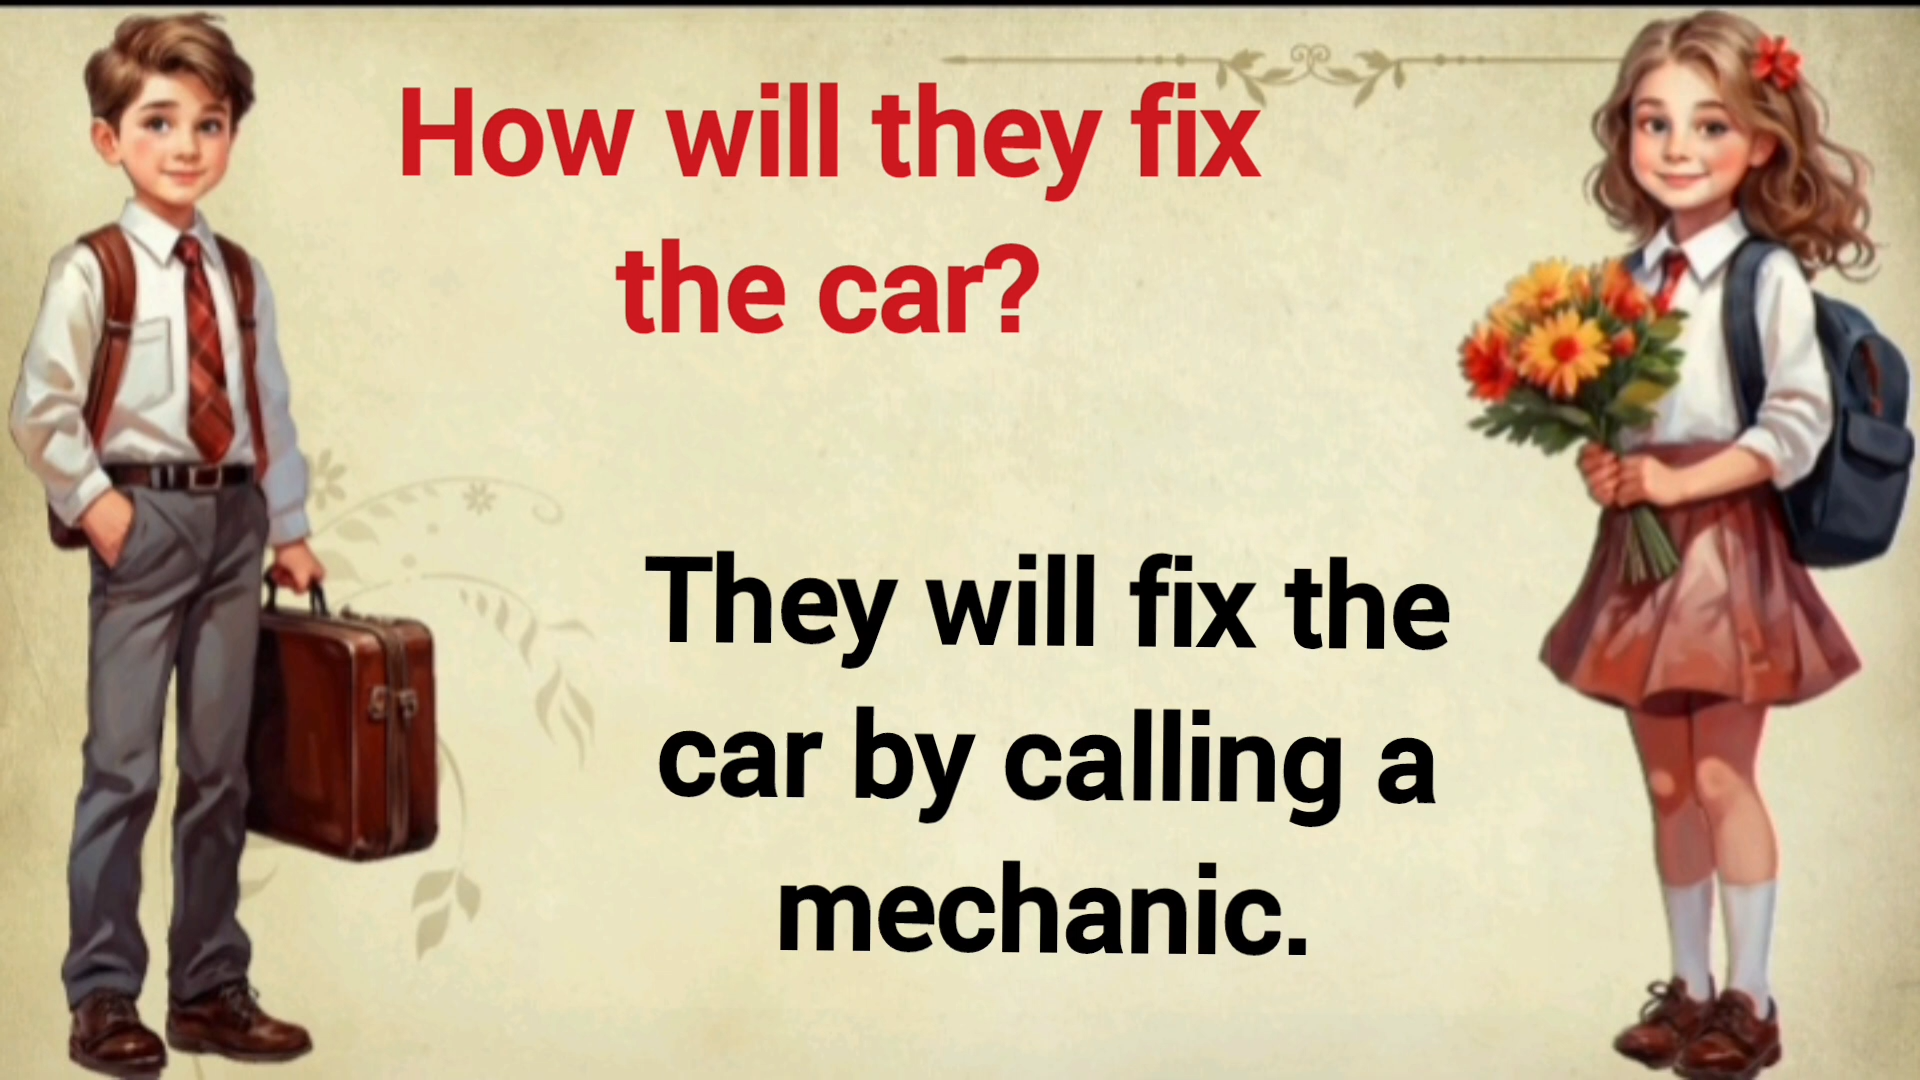 How will they fix
the car?
They will fix the
car by calling a
mechanic.